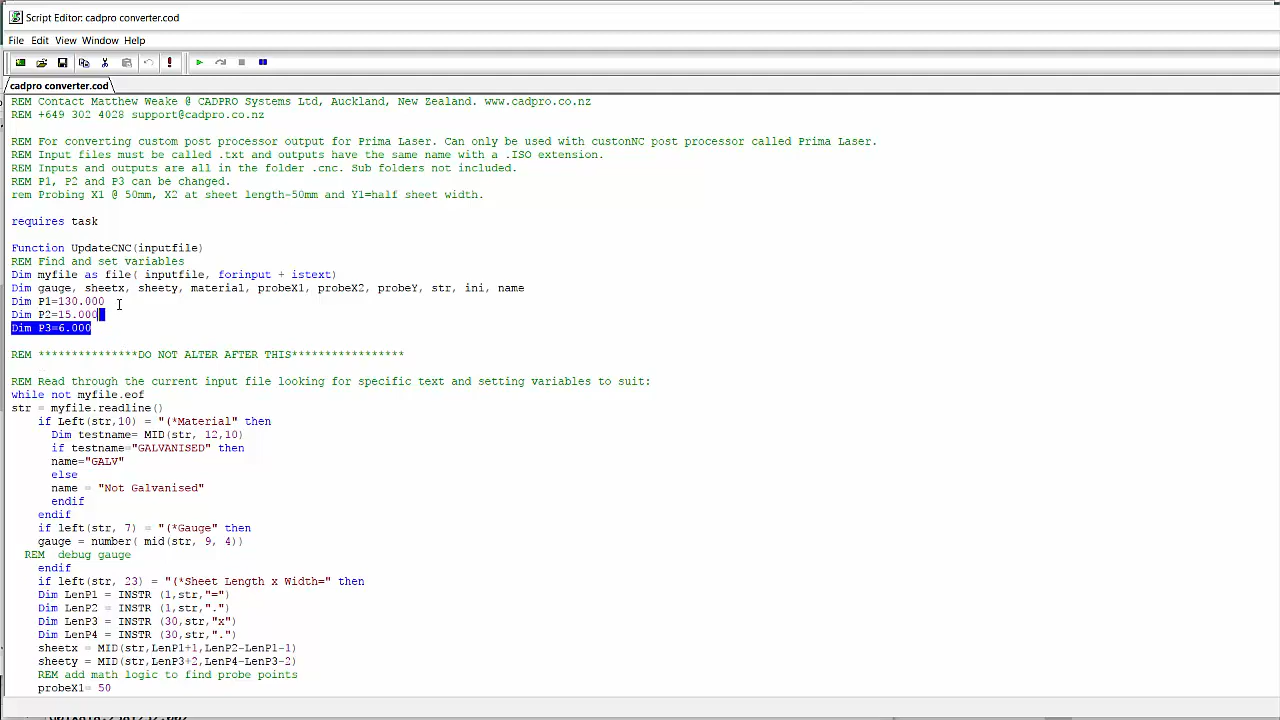 Script Editor: cadpro converter.cod
File Edit View Window Help
cadpro converter.cod
REM Contact Matthew Weake @ CADPRO Systems Ltd, Auckland, New Zealand. www.cadpro.co.nz
REM +649 302 4028 support@cadpro.co.nz
REM For converting custom post processor output for Prima Laser. Can only be used with custonNC post processor called Prima Laser.
REM Input files must be called .txt and outputs have the same name with a .ISO extension.
REM Inputs and outputs are all in the folder .cnc. Sub folders not included.
REM P1, P2 and P3 can be changed.
rem Probing X1 @ 50mm, X2 at sheet length-50mm and Y1=half sheet width.
requires task
Function UpdateCNC(inputfile)
REM Find and set variables
Dim myfile as file( inputfile, forinput + istext)
Dim gauge, sheetx, sheety, material, probeX1, probeX2, probeY, str, ini, name
Dim P1=130.000
Dim P2=15.000
Dim P3=6.000
REM ***************DO NOT ALTER AFTER THIS*****************
REM Read through the current input file looking for specific text and setting variables to suit:
while not myfile.eof
str = myfile.readline()
if Left(str,10) = "(*Material" then
Dim testname= MID(str, 12,10)
if testname="GALVANISED" then
name="GALV"
else
name = "Not Galvanised"
endif
endif
if left(str, 7) = "(*Gauge" then
gauge = number( mid(str, 9, 4))
REM  debug gauge
endif
if left(str, 23) = "(*Sheet Length x Width=" then
Dim LenP1 = INSTR (1,str,"=")
Dim LenP2 = INSTR (1,str,".")
Dim LenP3 = INSTR (30,str,"x")
Dim LenP4 = INSTR (30,str,".")
sheetx = MID(str,LenP1+1,LenP2-LenP1-1)
sheety = MID(str,LenP3+2,LenP4-LenP3-2)
REM add math logic to find probe points
probeX1= 50